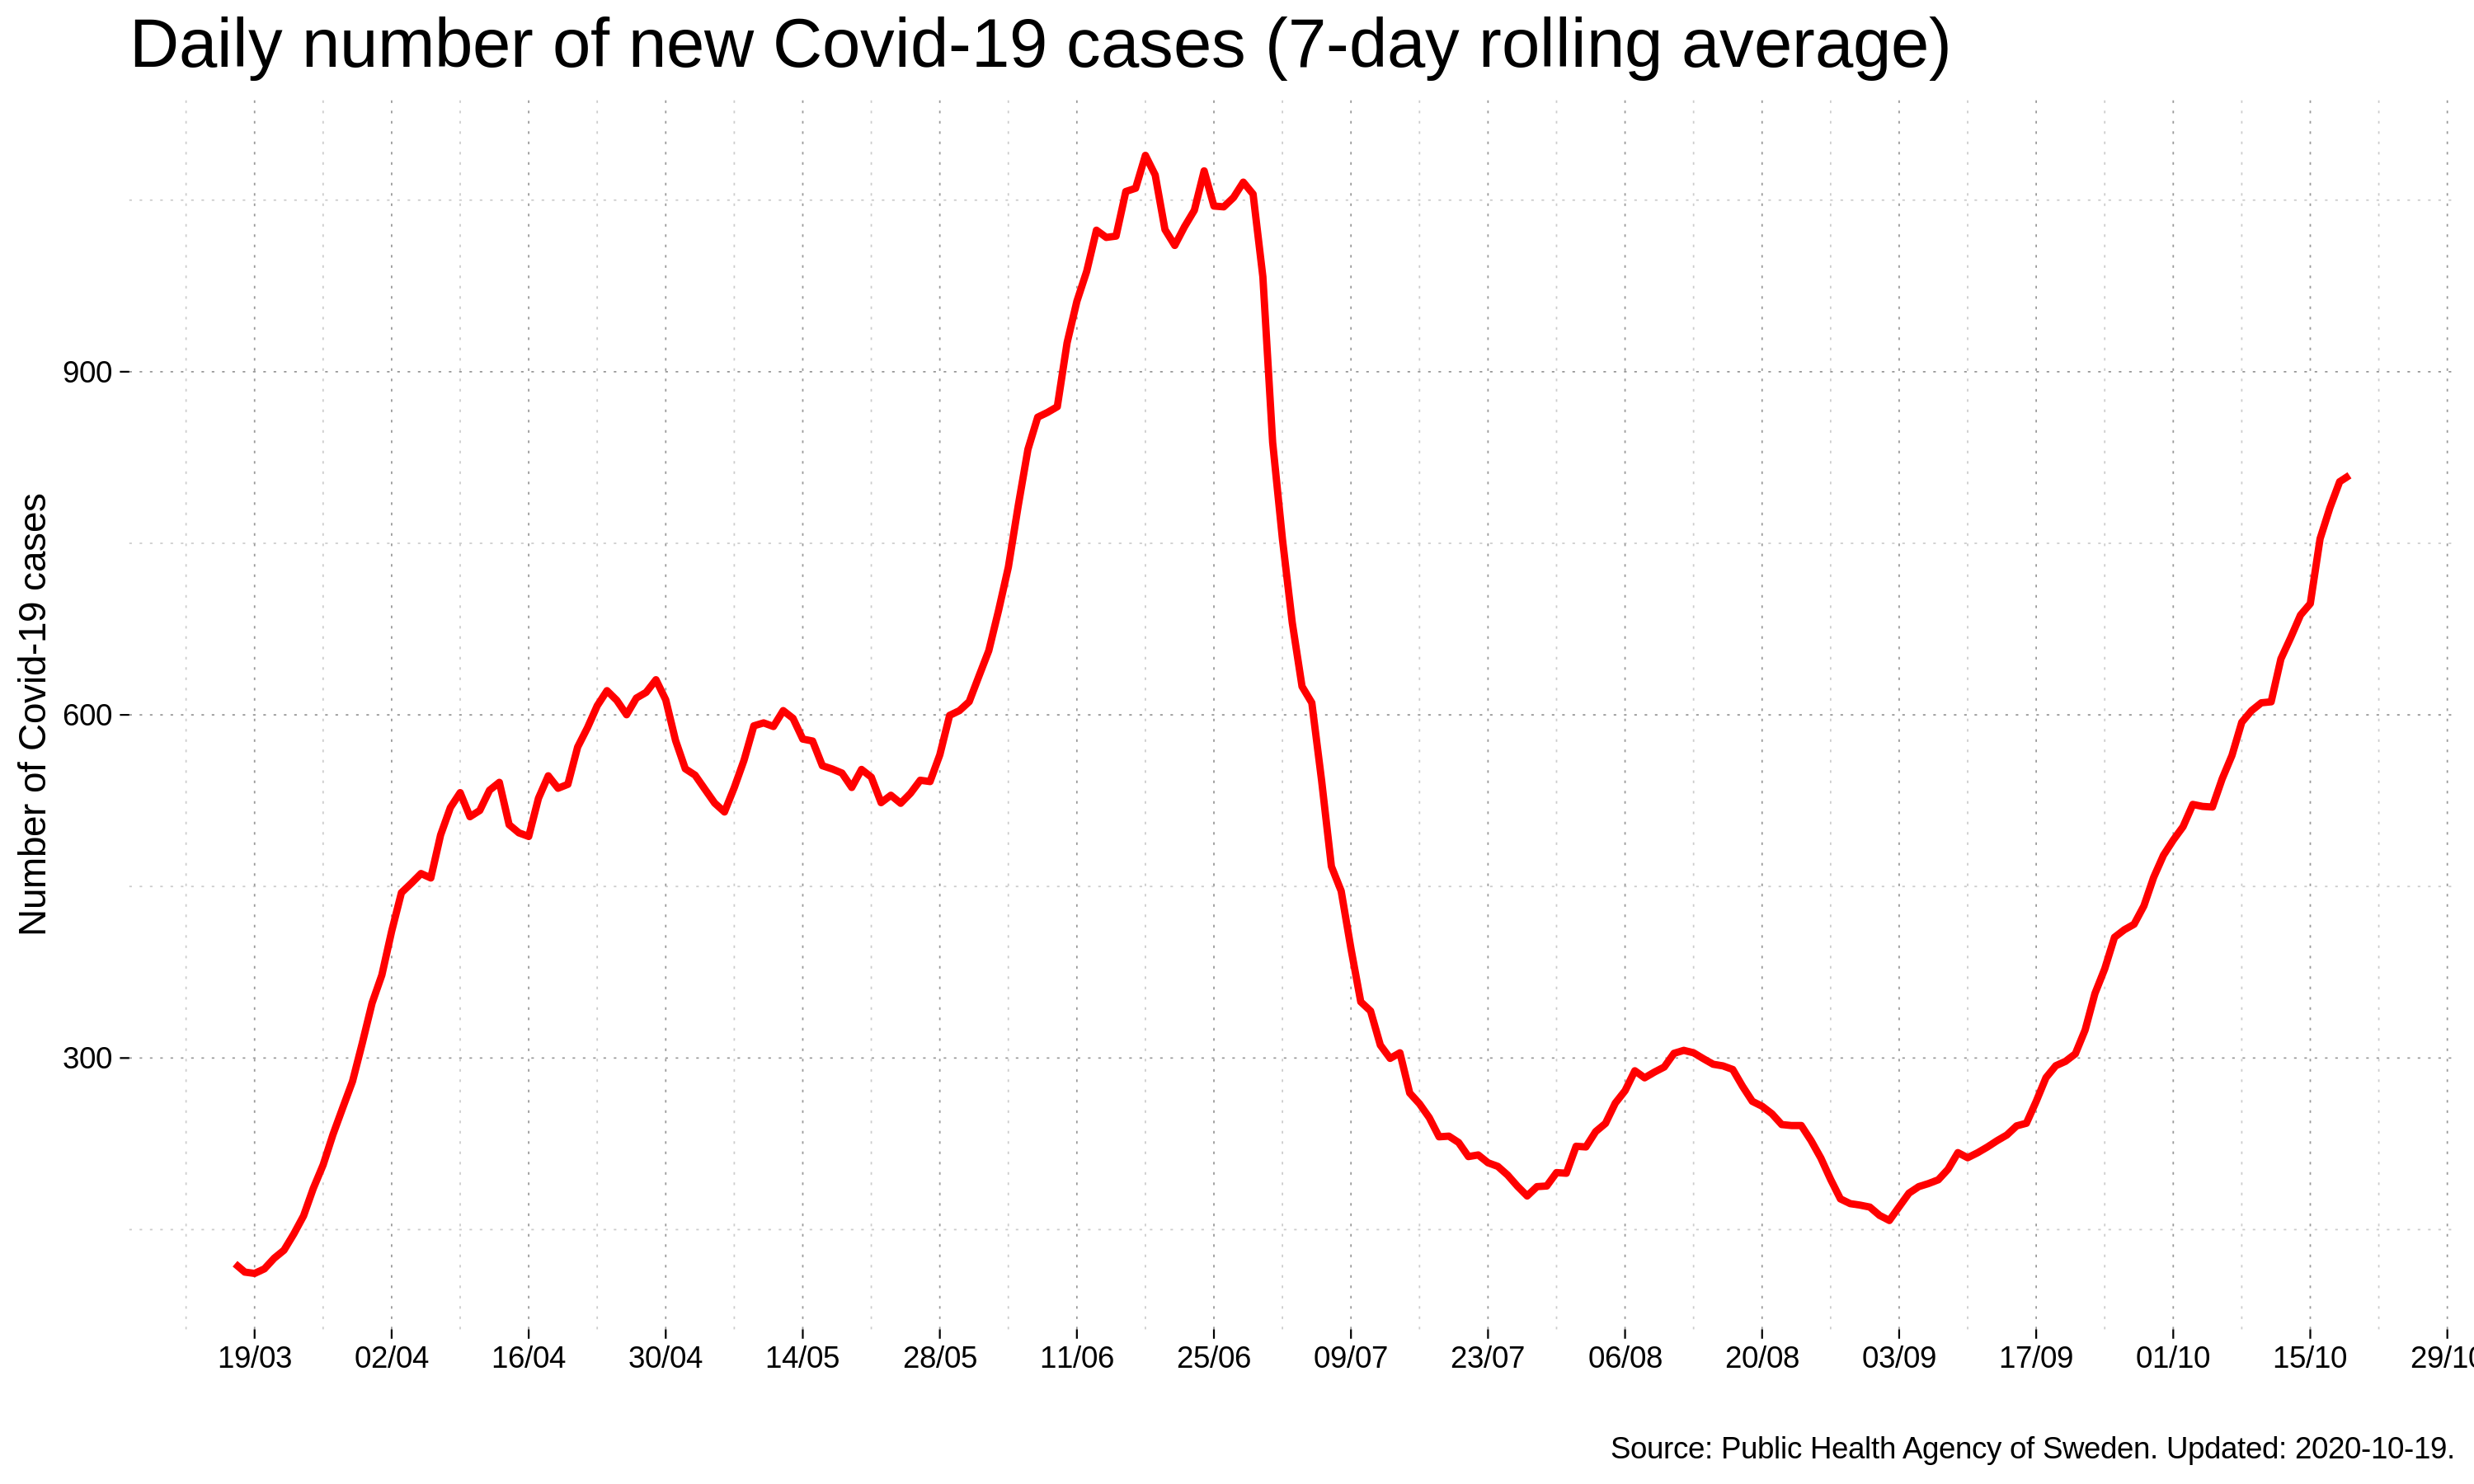 Daily number of new Covid-19 cases (7-day rolling average)
Number of Covid-19 cases
900
600
300
19/03 02/04 16/04 30/04 14/05 28/05 11/06 25/06 09/07 23/07 06/08 20/08 03/09 17/09 01/10 15/10 29/10
Source: Public Health Agency of Sweden. Updated: 2020-10-19.